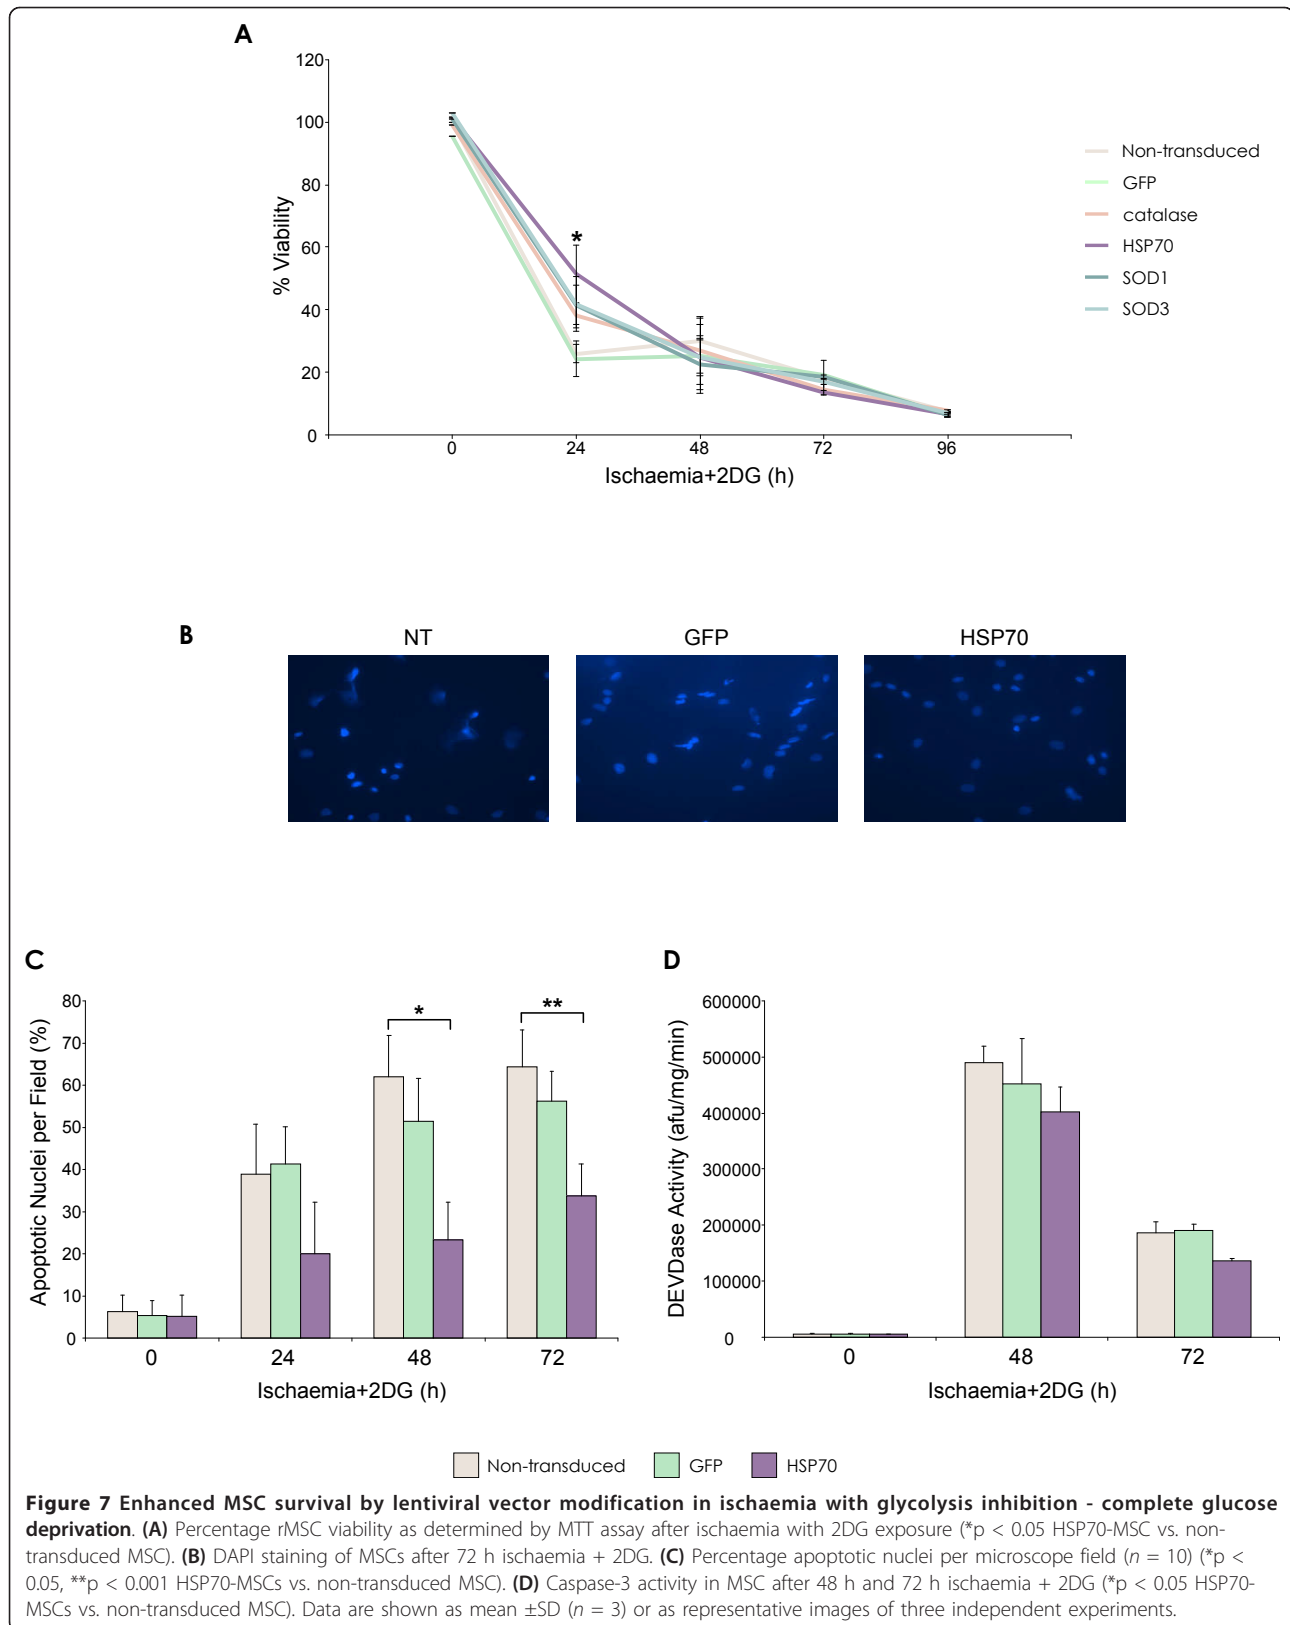 A
120
100
80
60
40
20
0
% Viability
*
0 24 48 72 96
Ischaemia+2DG (h)
Non-transduced
GFP
catalase
HSP70
SOD1
SOD3
B
NT GFP HSP70
C
80
70
60
50
40
30
20
10
0
Apoptotic Nuclei per Field (%)
* **
0 24 48 72
Ischaemia+2DG (h)
D
600000
500000
400000
300000
200000
100000
0
DEVDase Activity (afu/mg/min)
0 48 72
Ischaemia+2DG (h)
Non-transduced GFP HSP70
Figure 7 Enhanced MSC survival by lentiviral vector modification in ischaemia with glycolysis inhibition - complete glucose
deprivation. (A) Percentage rMSC viability as determined by MTT assay after ischaemia with 2DG exposure (*p < 0.05 HSP70-MSC vs. non-
transduced MSC). (B) DAPI staining of MSCs after 72 h ischaemia + 2DG. (C) Percentage apoptotic nuclei per microscope field (n = 10) (*p <
0.05, **p < 0.001 HSP70-MSCs vs. non-transduced MSC). (D) Caspase-3 activity in MSC after 48 h and 72 h ischaemia + 2DG (*p < 0.05 HSP70-
MSCs vs. non-transduced MSC). Data are shown as mean ±SD (n = 3) or as representative images of three independent experiments.